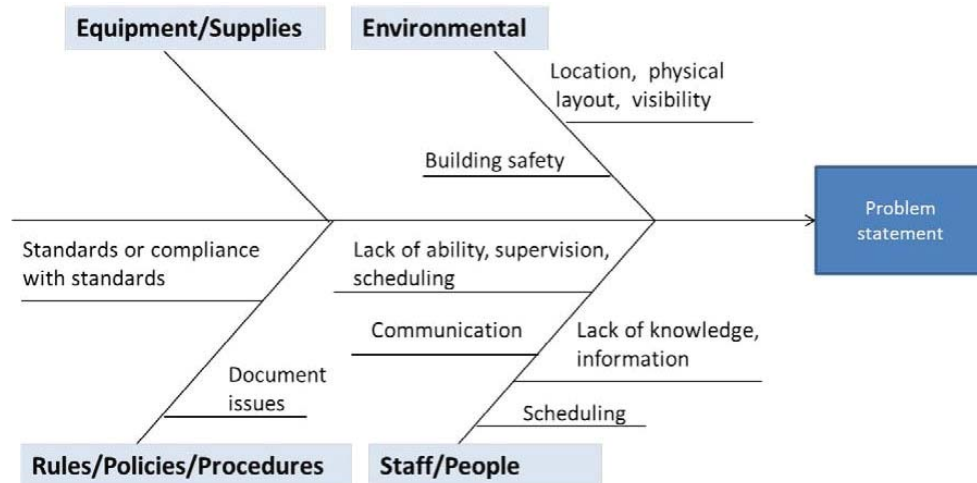 Equipment/Supplies
Environmental
Location, physical
layout, visibility
Building safety
Problem
statement
Standards or compliance
with standards
Lack of ability, supervision,
scheduling
Communication
Lack of knowledge,
information
Document
issues
Scheduling
Rules/Policies/Procedures
Staff/People